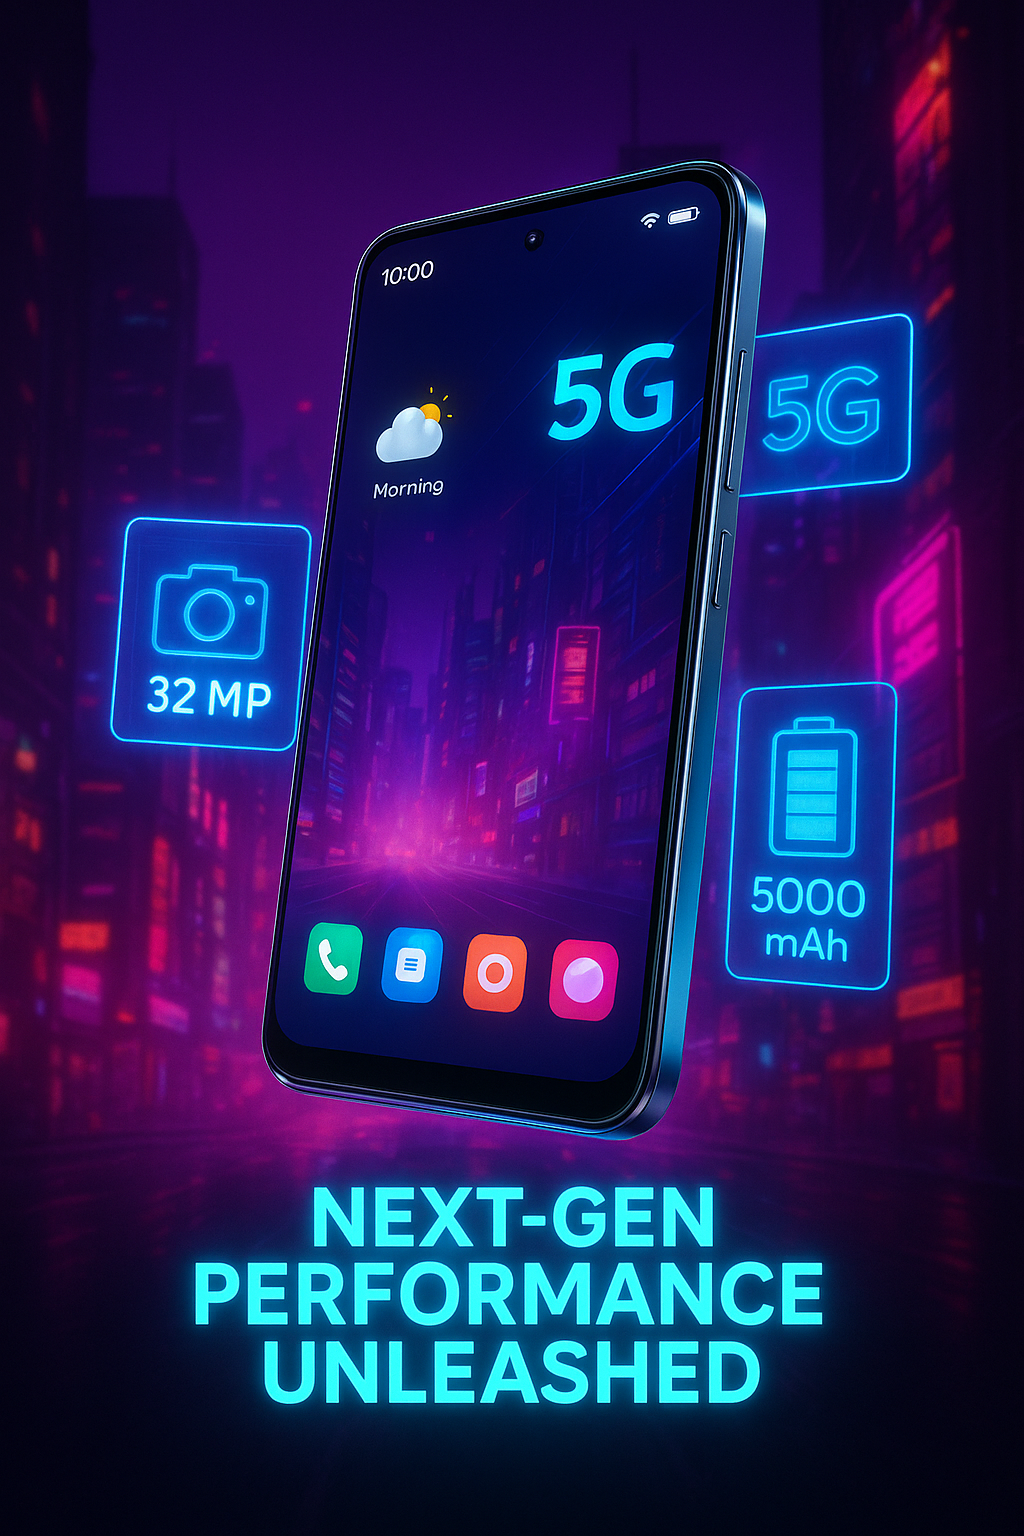 10:00
5G
Morning
5G
32 MP
5000
mAh
NEXT-GEN
PERFORMANCE
UNLEASHED